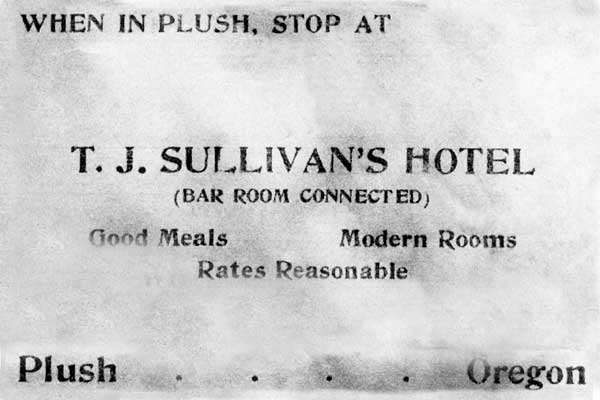 WHEN IN PLUSH, STOP AT
T. J. SULLIVAN'S HOTEL
(BAR ROOM CONNECTED)
Good Meals Modern Rooms
Rates Reasonable
Plush . . . . Oregon